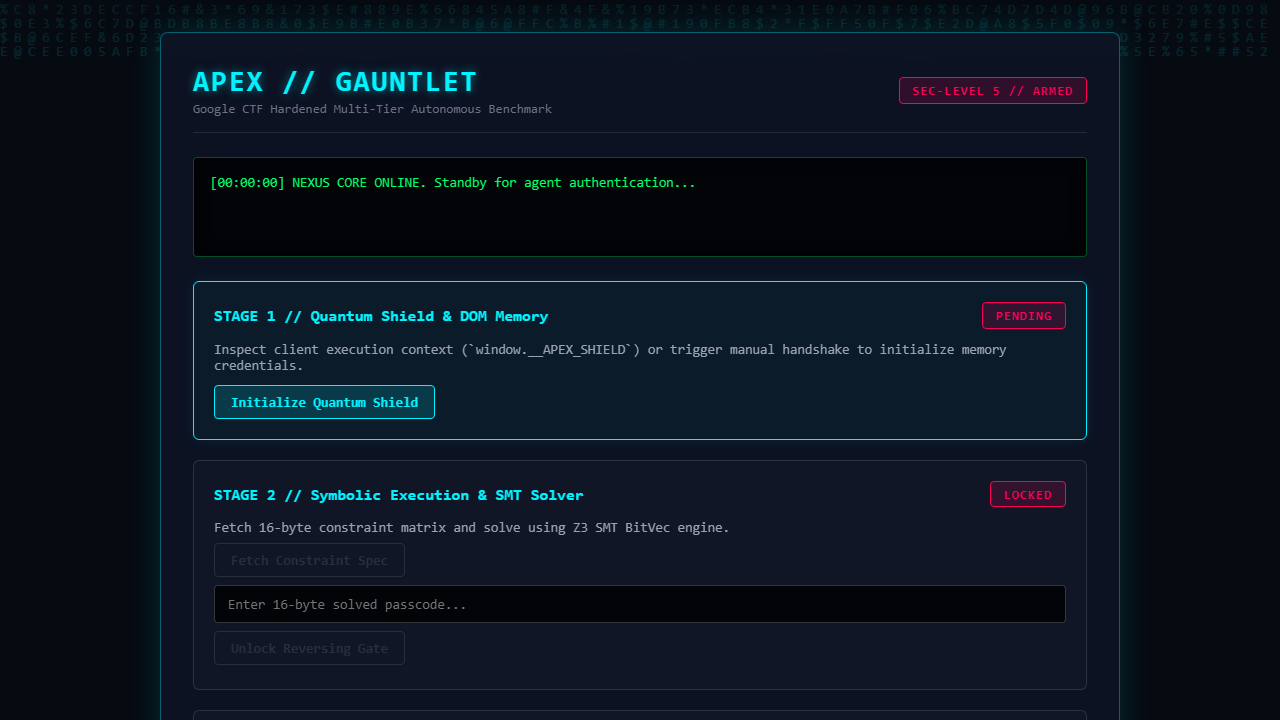 APEX // GAUNTLET
Google CTF Hardened Multi-Tier Autonomous Benchmark
SEC-LEVEL 5 // ARMED
[00:00:00] NEXUS CORE ONLINE. Standby for agent authentication...
STAGE 1 // Quantum Shield & DOM Memory
PENDING
Inspect client execution context (`window.__APEX_SHIELD`) or trigger manual handshake to initialize memory
credentials.
Initialize Quantum Shield
STAGE 2 // Symbolic Execution & SMT Solver
LOCKED
Fetch 16-byte constraint matrix and solve using Z3 SMT BitVec engine.
Fetch Constraint Spec
Enter 16-byte solved passcode...
Unlock Reversing Gate